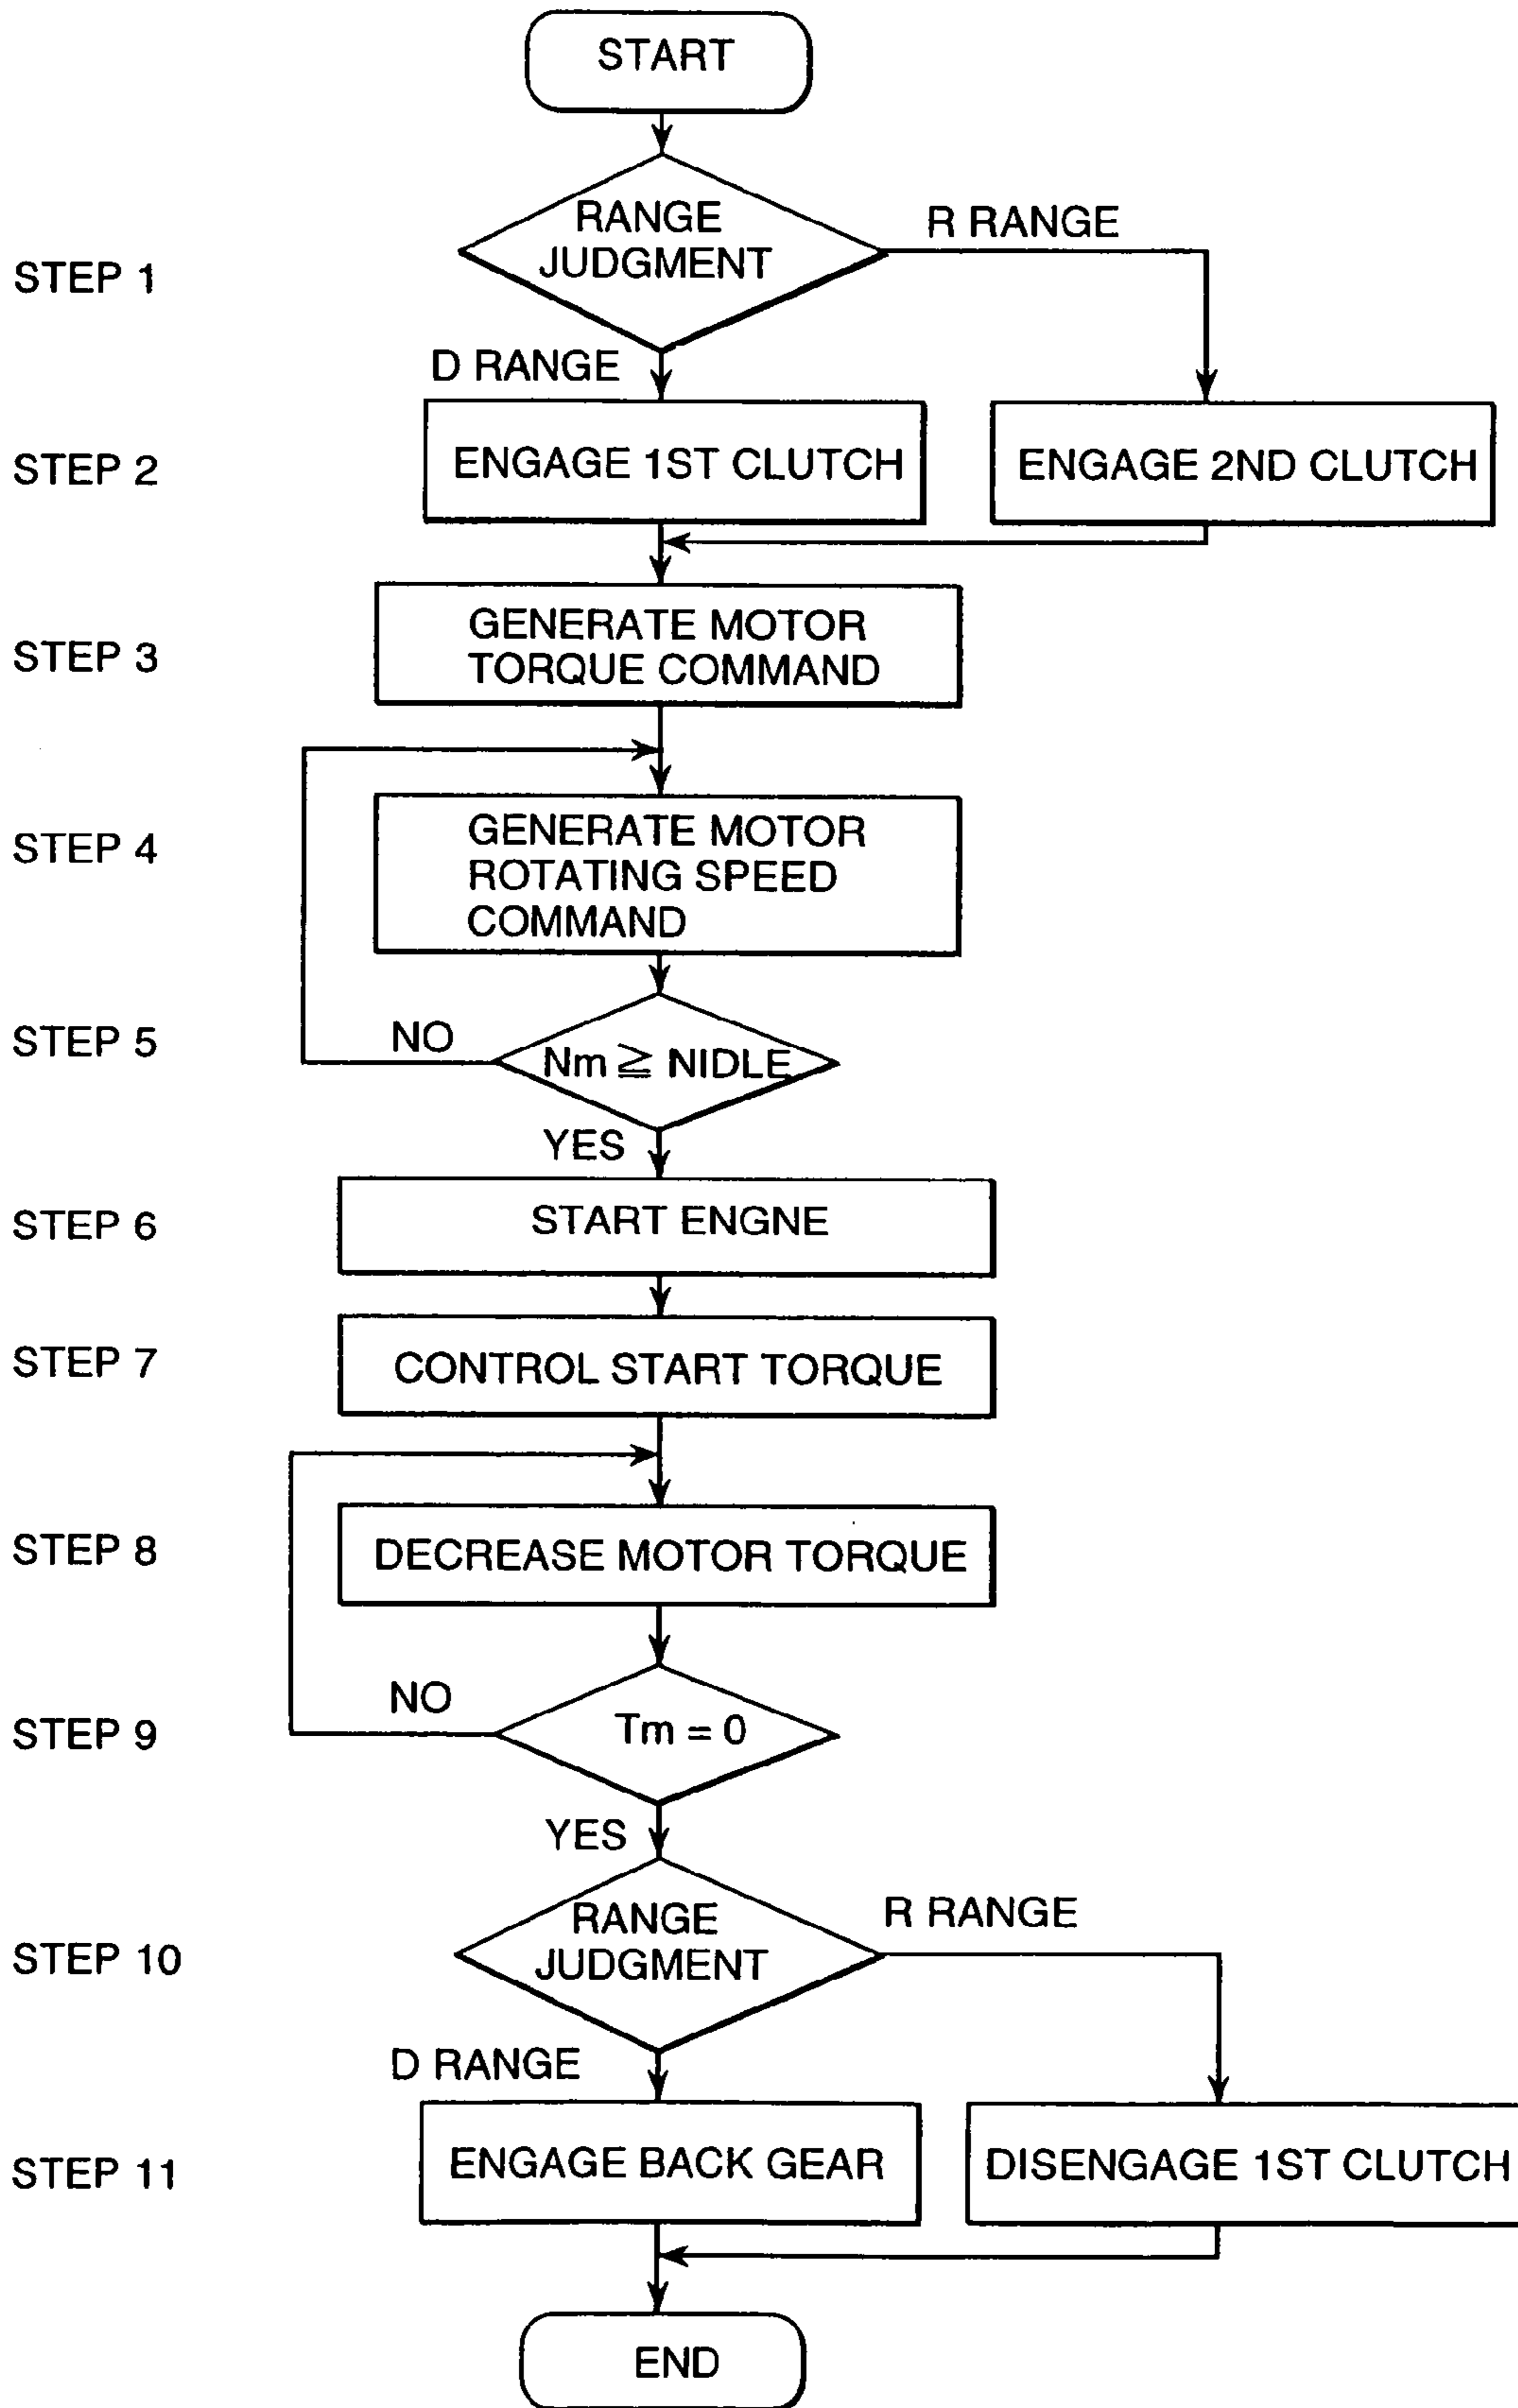 START
RANGE
JUDGMENT
R RANGE
STEP 1
D RANGE
STEP 2
ENGAGE 1ST CLUTCH
ENGAGE 2ND CLUTCH
STEP 3
GENERATE MOTOR
TORQUE COMMAND
STEP 4
GENERATE MOTOR
ROTATING SPEED
COMMAND
STEP 5
NO
Nm ≧ NIDLE
YES
STEP 6
START ENGNE
STEP 7
CONTROL START TORQUE
STEP 8
DECREASE MOTOR TORQUE
NO
STEP 9
Tm = 0
YES
RANGE
JUDGMENT
R RANGE
STEP 10
D RANGE
STEP 11
ENGAGE BACK GEAR
DISENGAGE 1ST CLUTCH
END